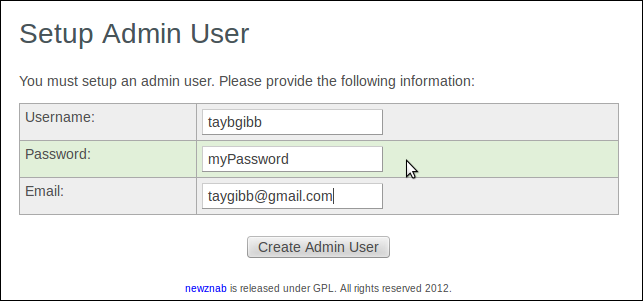 Setup Admin User
You must setup an admin user. Please provide the following information:
Username: taybgibb
Password: myPassword
Email: taygibb@gmail.com
Create Admin User
newznab is released under GPL. All rights reserved 2012.